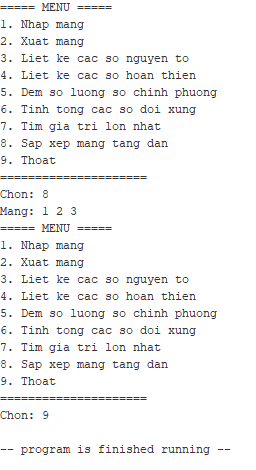 ===== MENU =====
1. Nhap mang
2. Xuat mang
3. Liet ke cac so nguyen to
4. Liet ke cac so hoan thien
5. Dem so luong so chinh phuong
6. Tinh tong cac so doi xung
7. Tim gia tri lon nhat
8. Sap xep mang tang dan
9. Thoat
=====================
Chon: 8
Mang: 1 2 3
===== MENU =====
1. Nhap mang
2. Xuat mang
3. Liet ke cac so nguyen to
4. Liet ke cac so hoan thien
5. Dem so luong so chinh phuong
6. Tinh tong cac so doi xung
7. Tim gia tri lon nhat
8. Sap xep mang tang dan
9. Thoat
=====================
Chon: 9
-- program is finished running --